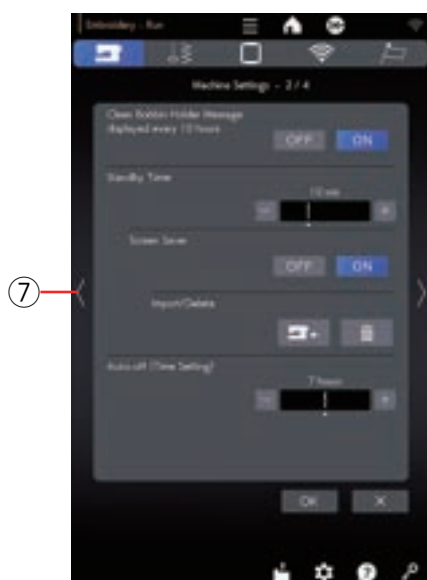 Embroidery - Run
Machine Settings - 2 / 4
Clean Bobbin Holder Message
displayed every 10 hours
OFF ON
Standby Time
10 min
- +
Screen Saver
OFF ON
⑦
Import/Delete
Auto off (Time Setting)
7 hours
- +
OK X